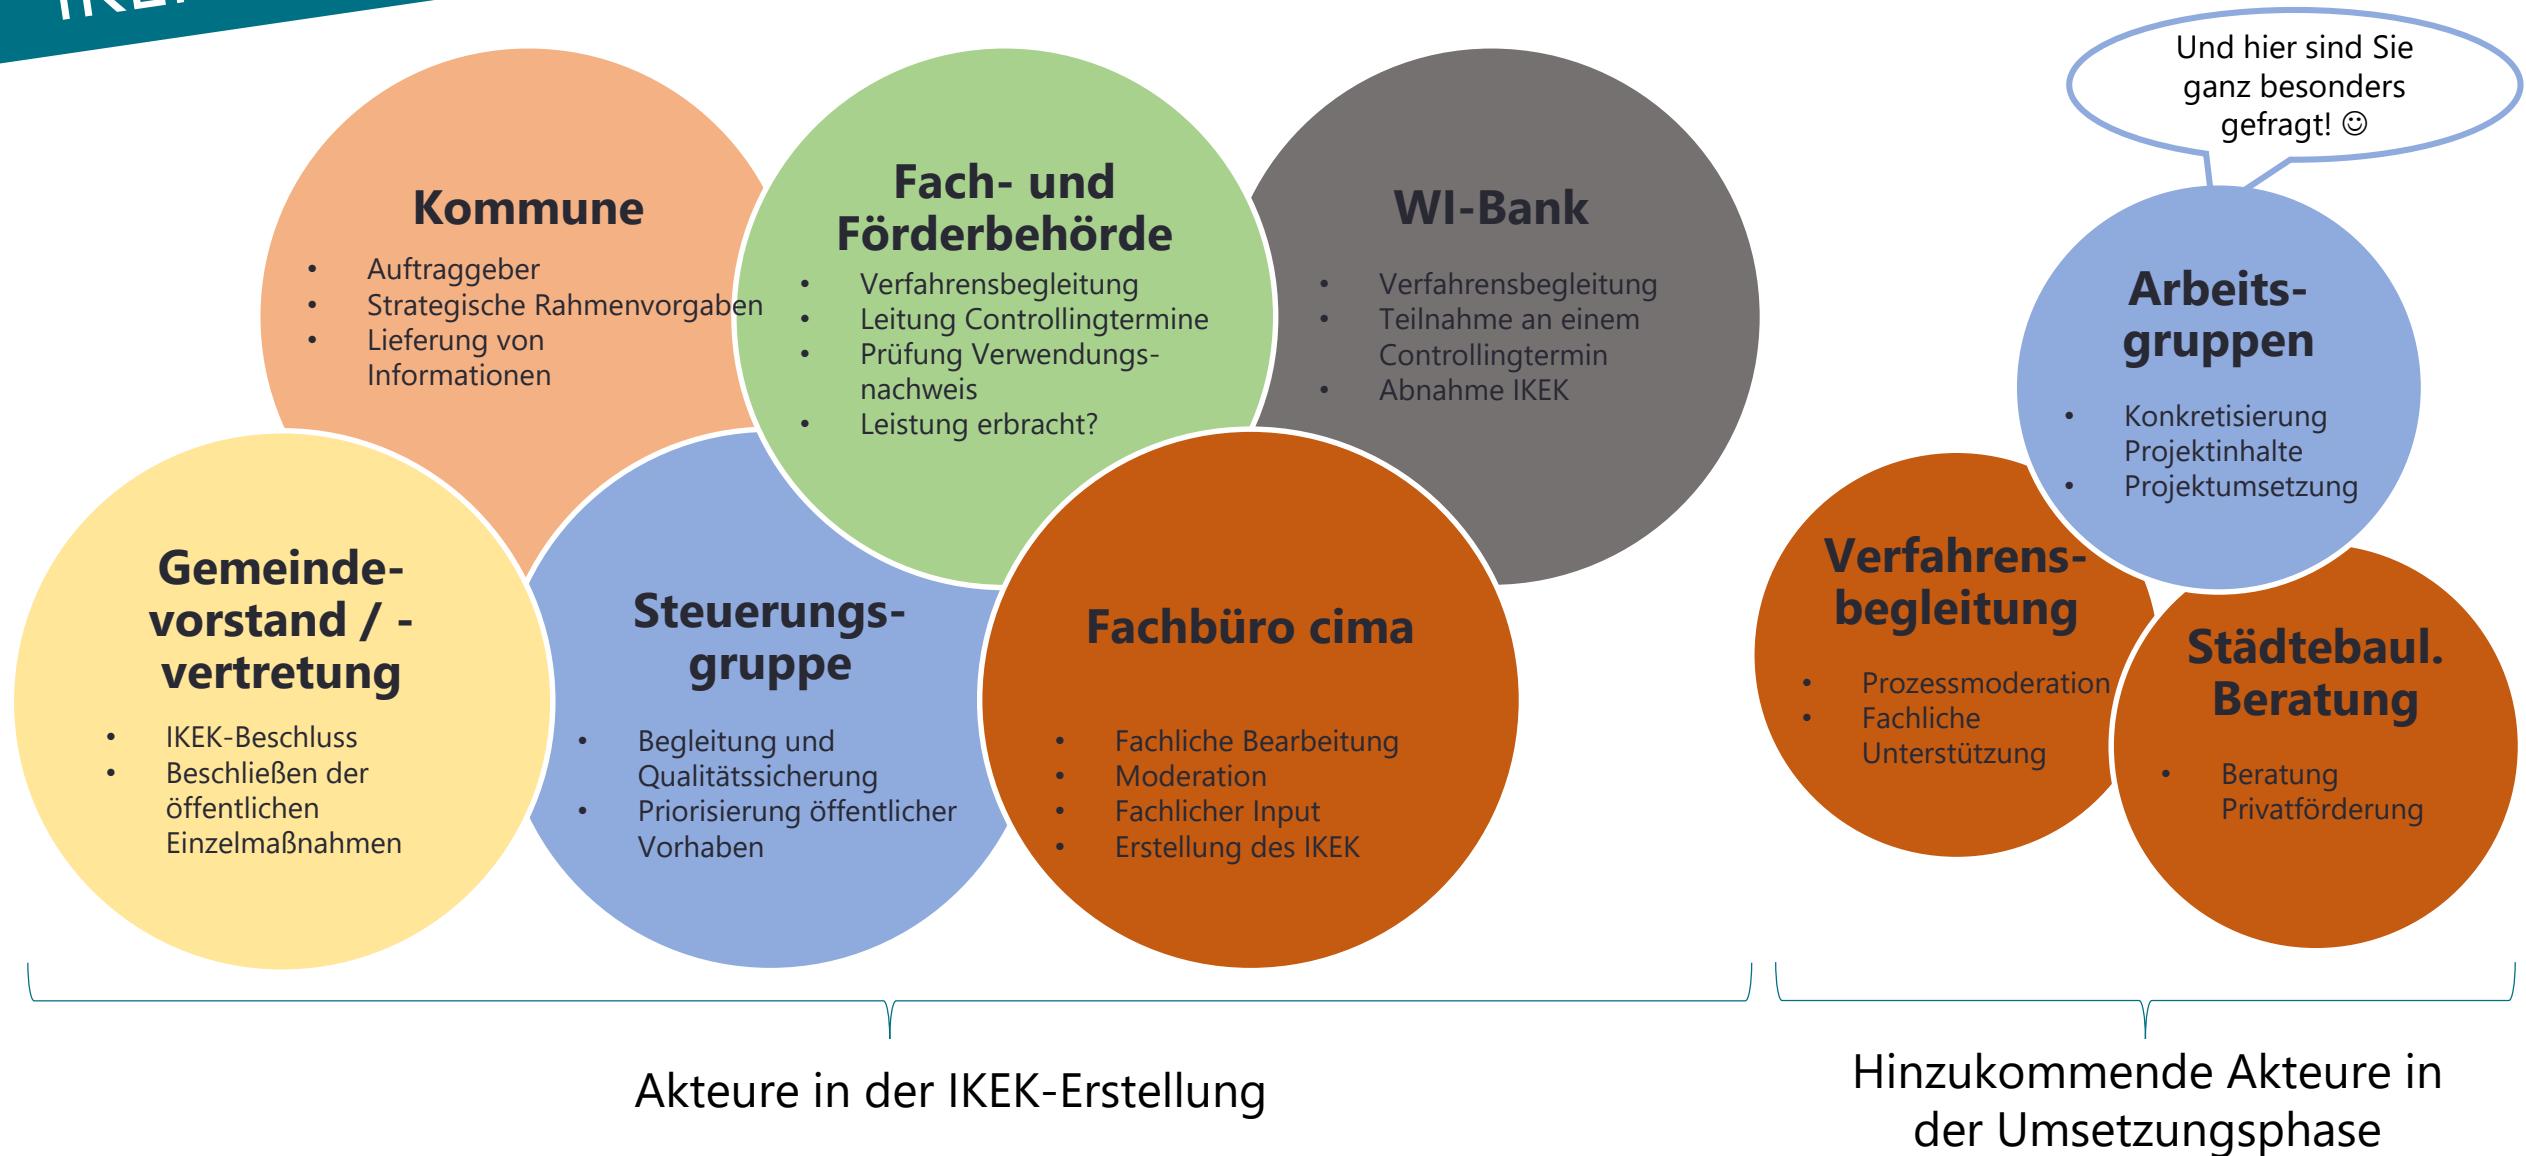 Und hier sind Sie
ganz besonders
gefragt! ☺
Kommune
• Auftraggeber
• Strategische Rahmenvorgaben
• Lieferung von
Informationen
Fach- und
Förderbehörde
• Verfahrensbegleitung
• Leitung Controllingtermine
• Prüfung Verwendungs-
nachweis
• Leistung erbracht?
WI-Bank
• Verfahrensbegleitung
• Teilnahme an einem
Controllingtermin
• Abnahme IKEK
Gemeinde-
vorstand / -
vertretung
• IKEK-Beschluss
• Beschließen der
öffentlichen
Einzelmaßnahmen
Steuerungs-
gruppe
• Begleitung und
Qualitätssicherung
• Priorisierung öffentlicher
Vorhaben
Fachbüro cima
• Fachliche Bearbeitung
• Moderation
• Fachlicher Input
• Erstellung des IKEK
Arbeits-
gruppen
• Konkretisierung
Projektinhalte
• Projektumsetzung
Verfahrens-
begleitung
• Prozessmoderation
• Fachliche
Unterstützung
Städtebaul.
Beratung
• Beratung
Privatförderung
Akteure in der IKEK-Erstellung
Hinzukommende Akteure in
der Umsetzungsphase